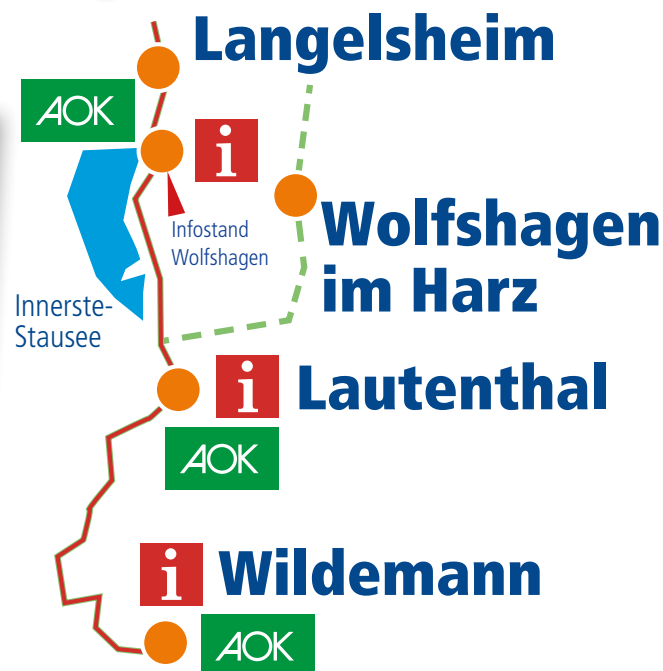 Langelsheim
AOK
i
Infostand
Wolfshagen
Wolfshagen
im Harz
Innerste-
Stausee
i
Lautenthal
AOK
i
Wildemann
AOK